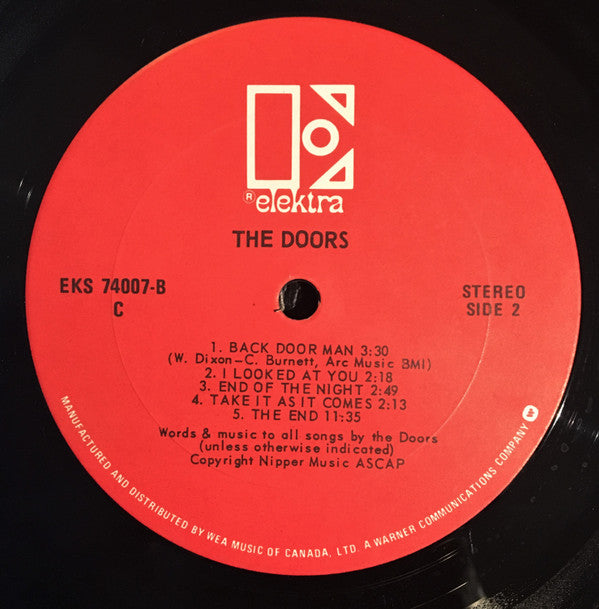 ® elektra
THE DOORS
EKS 74007-B
C
STEREO
SIDE 2
1. BACK DOOR MAN 3:30
(W. Dixon-C. Burnett, Arc Music BMI)
2. I LOOKED AT YOU 2:18
3. END OF THE NIGHT 2:49
4. TAKE IT AS IT COMES 2:13
5. THE END 11:35
Words & music to all songs by the Doors
(unless otherwise indicated)
Copyright Nipper Music ASCAP
MANUFACTURED AND DISTRIBUTED BY WEA MUSIC OF CANADA, LTD. A WARNER COMMUNICATIONS COMPANY